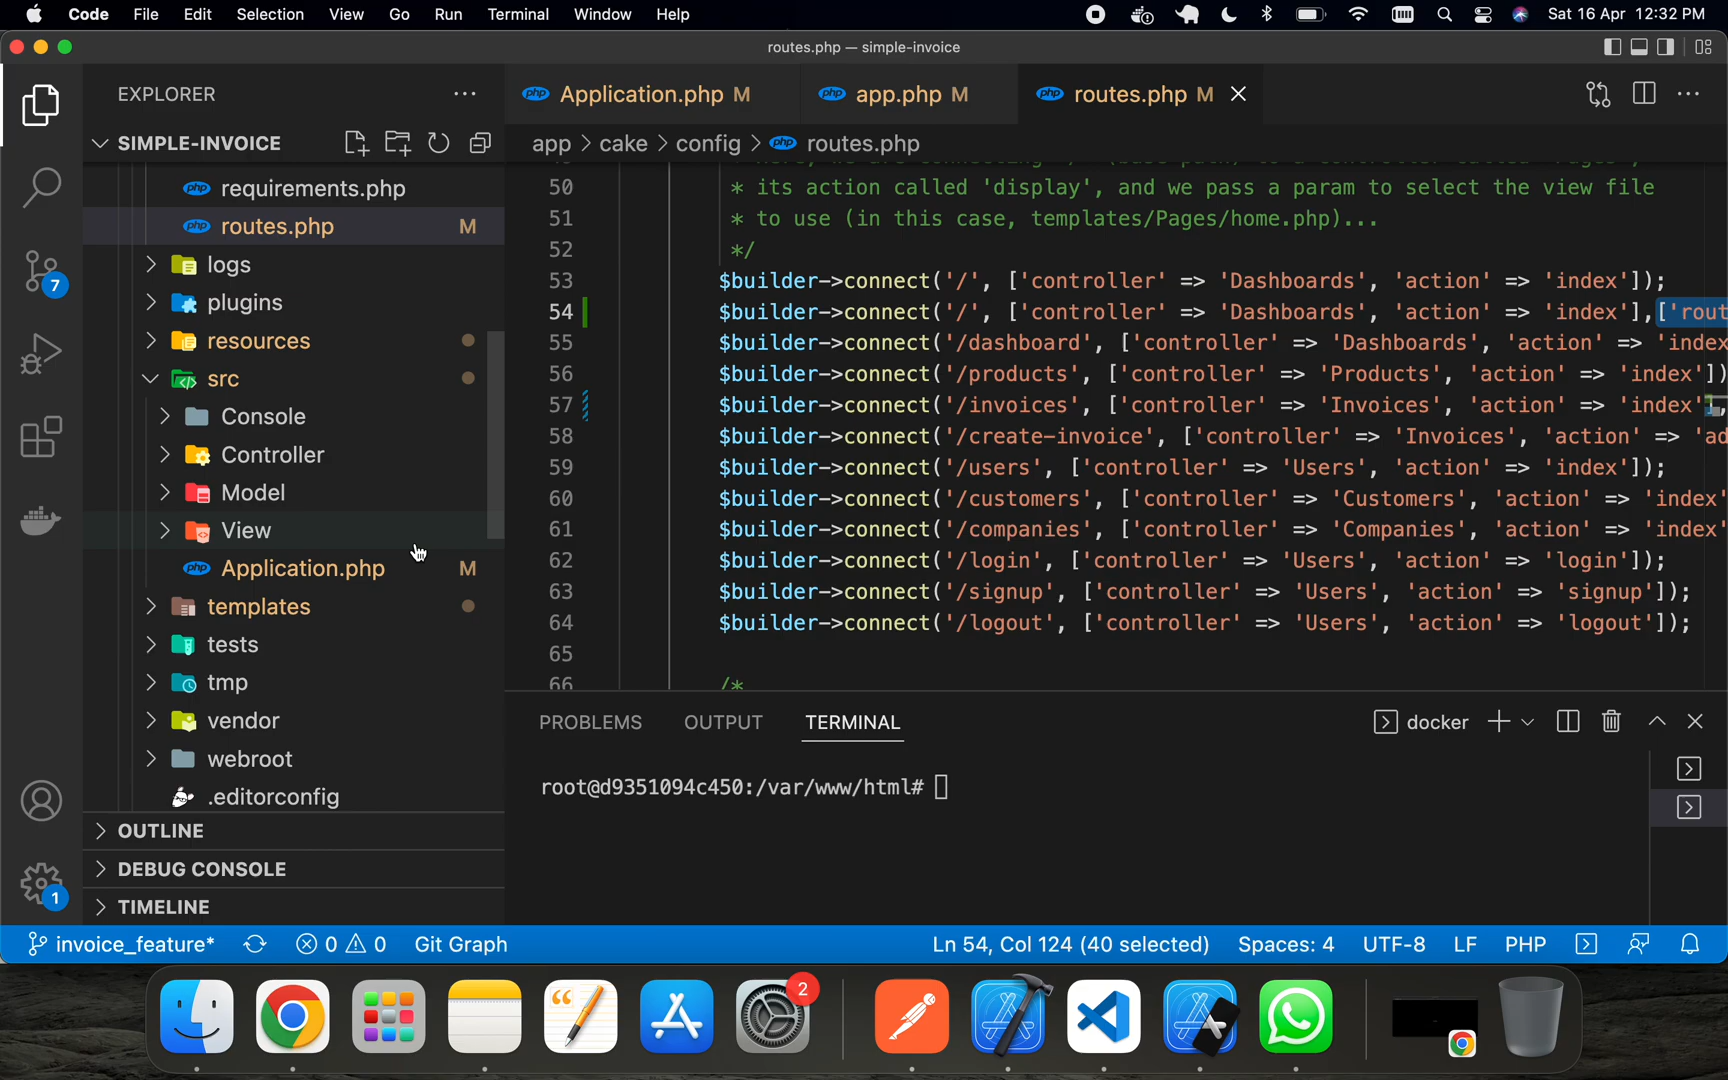 Code File Edit Selection View Go Run Terminal Window Help Sat 16 Apr 12:32 PM
routes.php — simple-invoice
EXPLORER
SIMPLE-INVOICE
requirements.php
routes.php M
logs
plugins
resources
src
Console
Controller
Model
View
Application.php M
templates
tests
tmp
vendor
webroot
.editorconfig
OUTLINE
DEBUG CONSOLE
TIMELINE
Application.php M app.php M routes.php M
app > cake > config > routes.php
50 * its action called 'display', and we pass a param to select the view file
51 * to use (in this case, templates/Pages/home.php)...
52 */
53 $builder->connect('/', ['controller' => 'Dashboards', 'action' => 'index']);
54 $builder->connect('/', ['controller' => 'Dashboards', 'action' => 'index'],['rout
55 $builder->connect('/dashboard', ['controller' => 'Dashboards', 'action' => 'index
56 $builder->connect('/products', ['controller' => 'Products', 'action' => 'index'])
57 $builder->connect('/invoices', ['controller' => 'Invoices', 'action' => 'index'],
58 $builder->connect('/create-invoice', ['controller' => 'Invoices', 'action' => 'ad
59 $builder->connect('/users', ['controller' => 'Users', 'action' => 'index']);
60 $builder->connect('/customers', ['controller' => 'Customers', 'action' => 'index'
61 $builder->connect('/companies', ['controller' => 'Companies', 'action' => 'index'
62 $builder->connect('/login', ['controller' => 'Users', 'action' => 'login']);
63 $builder->connect('/signup', ['controller' => 'Users', 'action' => 'signup']);
64 $builder->connect('/logout', ['controller' => 'Users', 'action' => 'logout']);
65
66 /*
PROBLEMS OUTPUT TERMINAL docker
root@d9351094c450:/var/www/html#
7
1
invoice_feature* 0 0 Git Graph Ln 54, Col 124 (40 selected) Spaces: 4 UTF-8 LF PHP
2